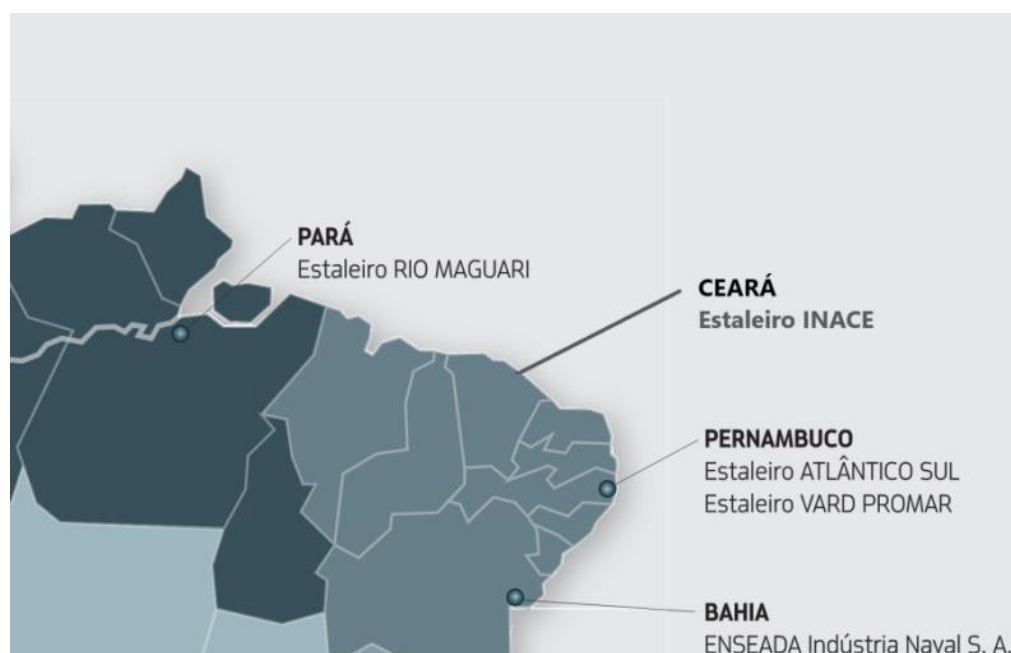 PARÁ
Estaleiro RIO MAGUARI
CEARÁ
Estaleiro INACE
PERNAMBUCO
Estaleiro ATLÂNTICO SUL
Estaleiro VARD PROMAR
BAHIA
ENSEADA Indústria Naval S. A.